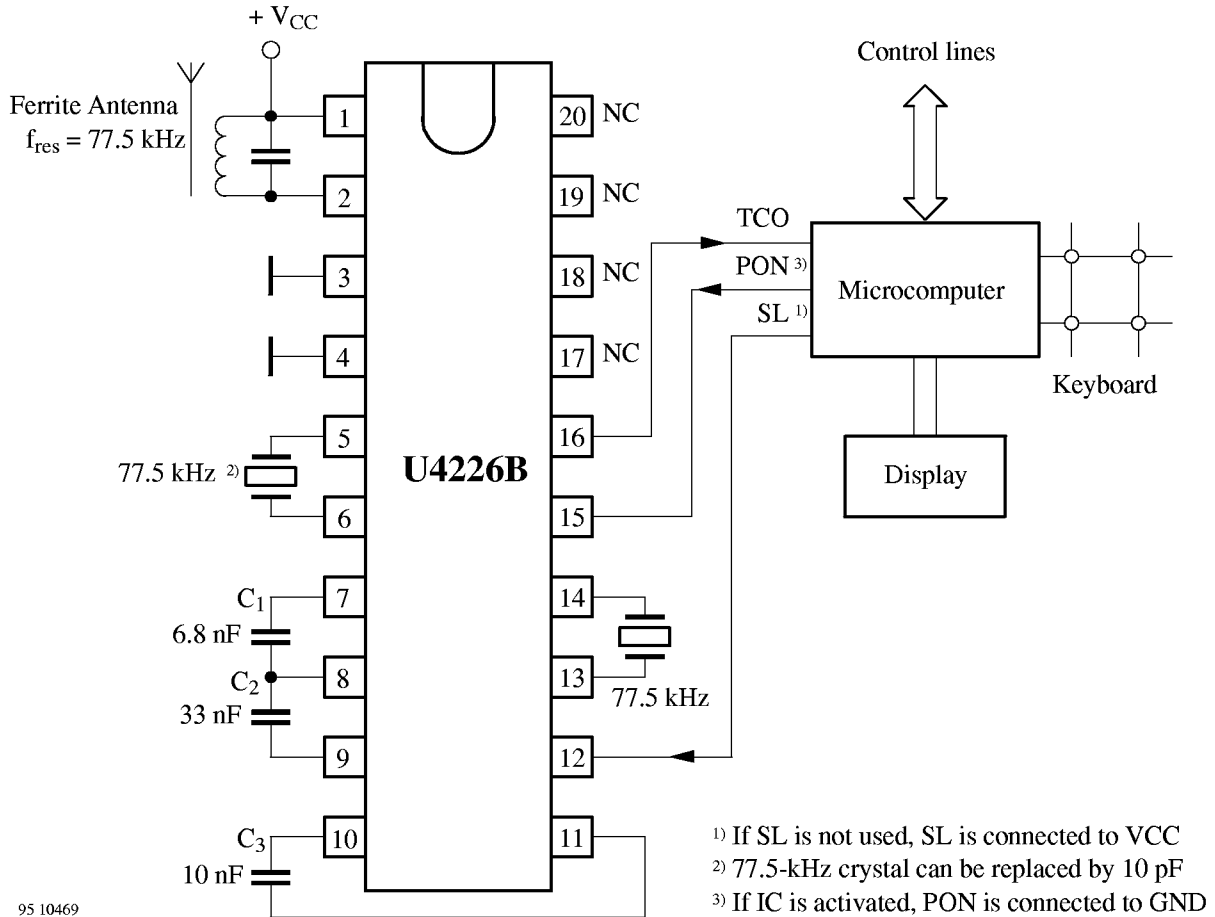 + VCC
Control lines
Ferrite Antenna
fres = 77.5 kHz
1
20 NC
2
19 NC
TCO
3
18 NC
PON 3)
Microcomputer
SL 1)
4
17 NC
Keyboard
5
16
77.5 kHz 2)
U4226B
Display
6
15
C1
7
14
6.8 nF
C2
8
13
77.5 kHz
33 nF
9
12
C3
10
11
10 nF
1) If SL is not used, SL is connected to VCC
2) 77.5-kHz crystal can be replaced by 10 pF
3) If IC is activated, PON is connected to GND
95 10469